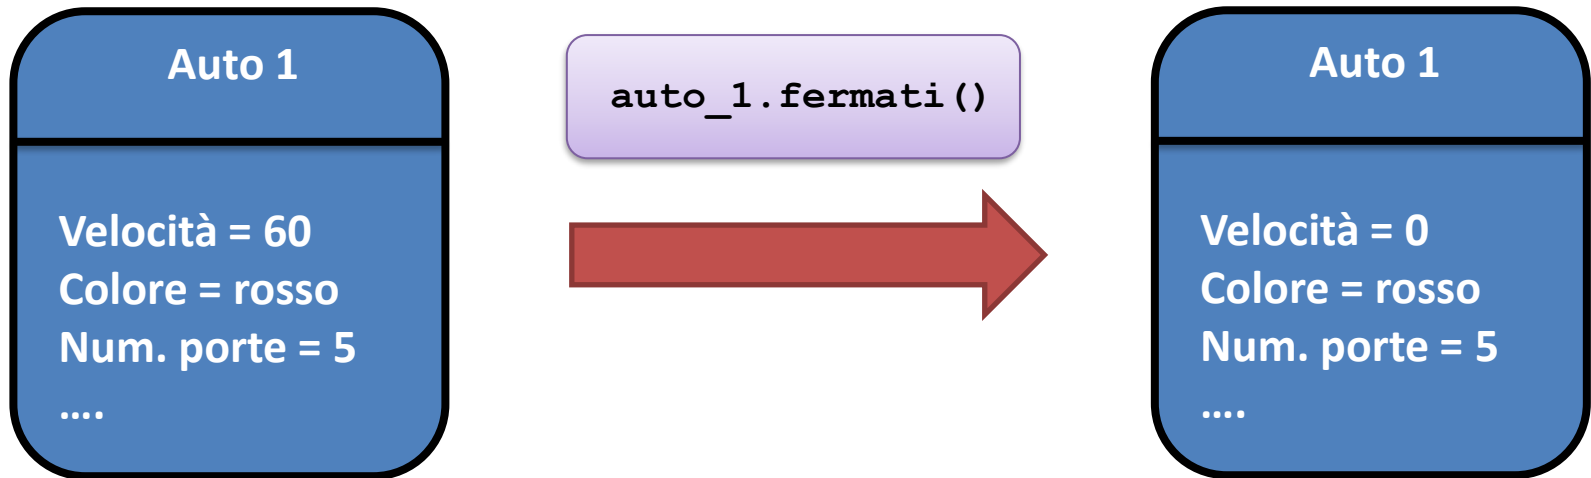 Auto 1
Velocità = 60
Colore = rosso
Num. porte = 5
….
auto_1.fermati()
Auto 1
Velocità = 0
Colore = rosso
Num. porte = 5
….